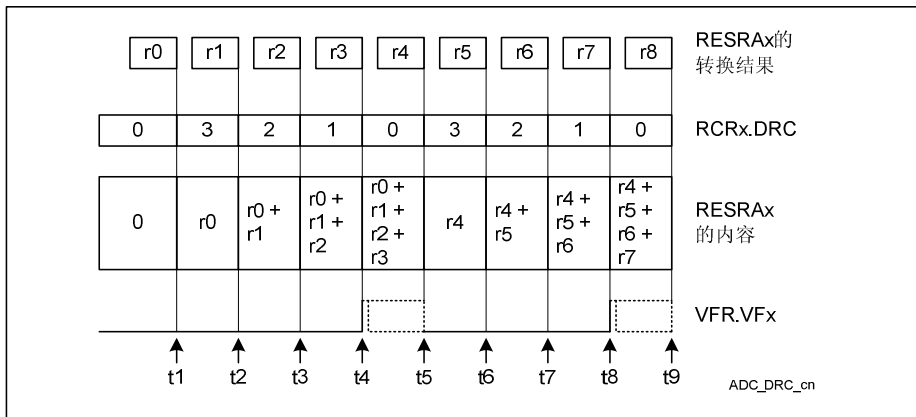 r0 r1 r2 r3 r4 r5 r6 r7 r8 RESRAx的
转换结果
0 3 2 1 0 3 2 1 0 RCRx.DRC
0 r0 r0 + r1 r0 + r1 + r2 r0 + r1 + r2 + r3 r4 r4 + r5 r4 + r5 + r6 r4 + r5 + r6 + r7 RESRAx
的内容
VFR.VFx
t1 t2 t3 t4 t5 t6 t7 t8 t9
ADC_DRC_cn